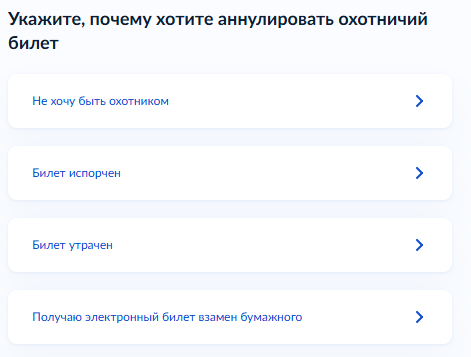 Укажите, почему хотите аннулировать охотничий
билет
Не хочу быть охотником
Билет испорчен
Билет утрачен
Получаю электронный билет взамен бумажного